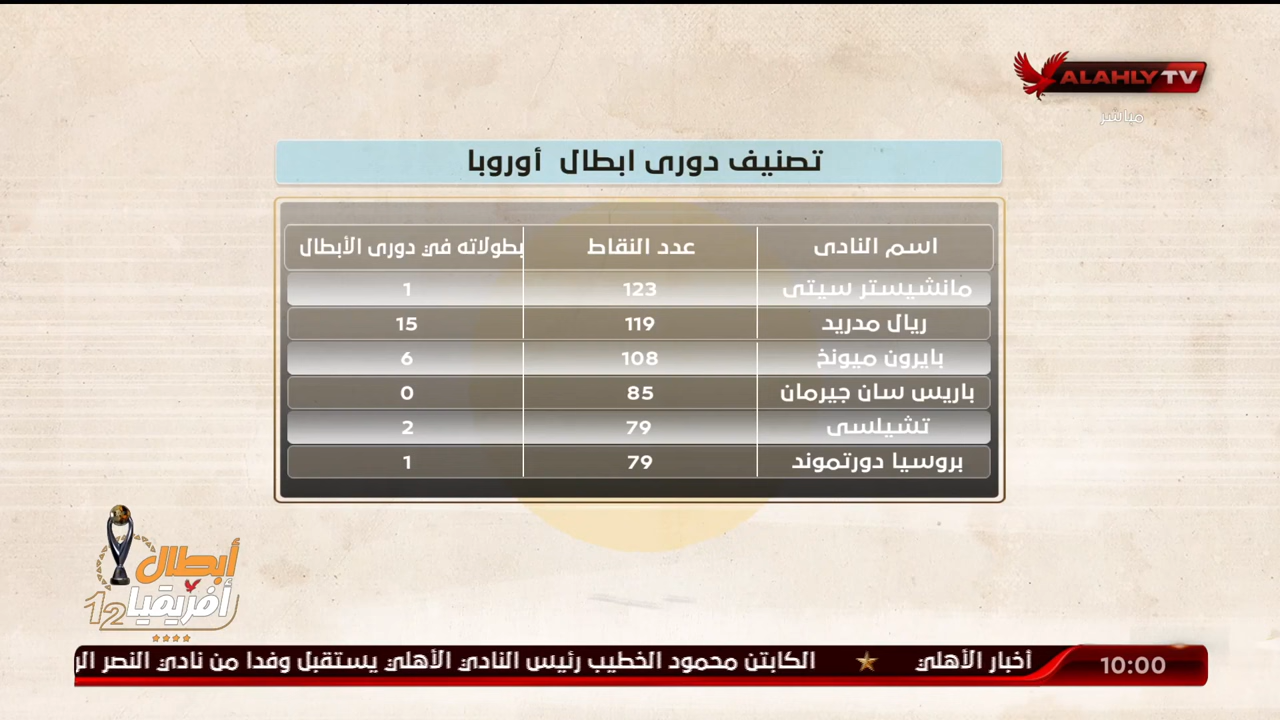 ALAHLY TV
مباشر
تصنيف دورى ابطال أوروبا
اسم النادى عدد النقاط بطولاته في دورى الأبطال
مانشيستر سيتى 123 1
ريال مدريد 119 15
بايرون ميونخ 108 6
باريس سان جيرمان 85 0
تشيلسى 79 2
بروسيا دورتموند 79 1
أبطال
أفريقيا 12
10:00 أخبار الأهلي الكابتن محمود الخطيب رئيس النادي الأهلي يستقبل وفدا من نادي النصر